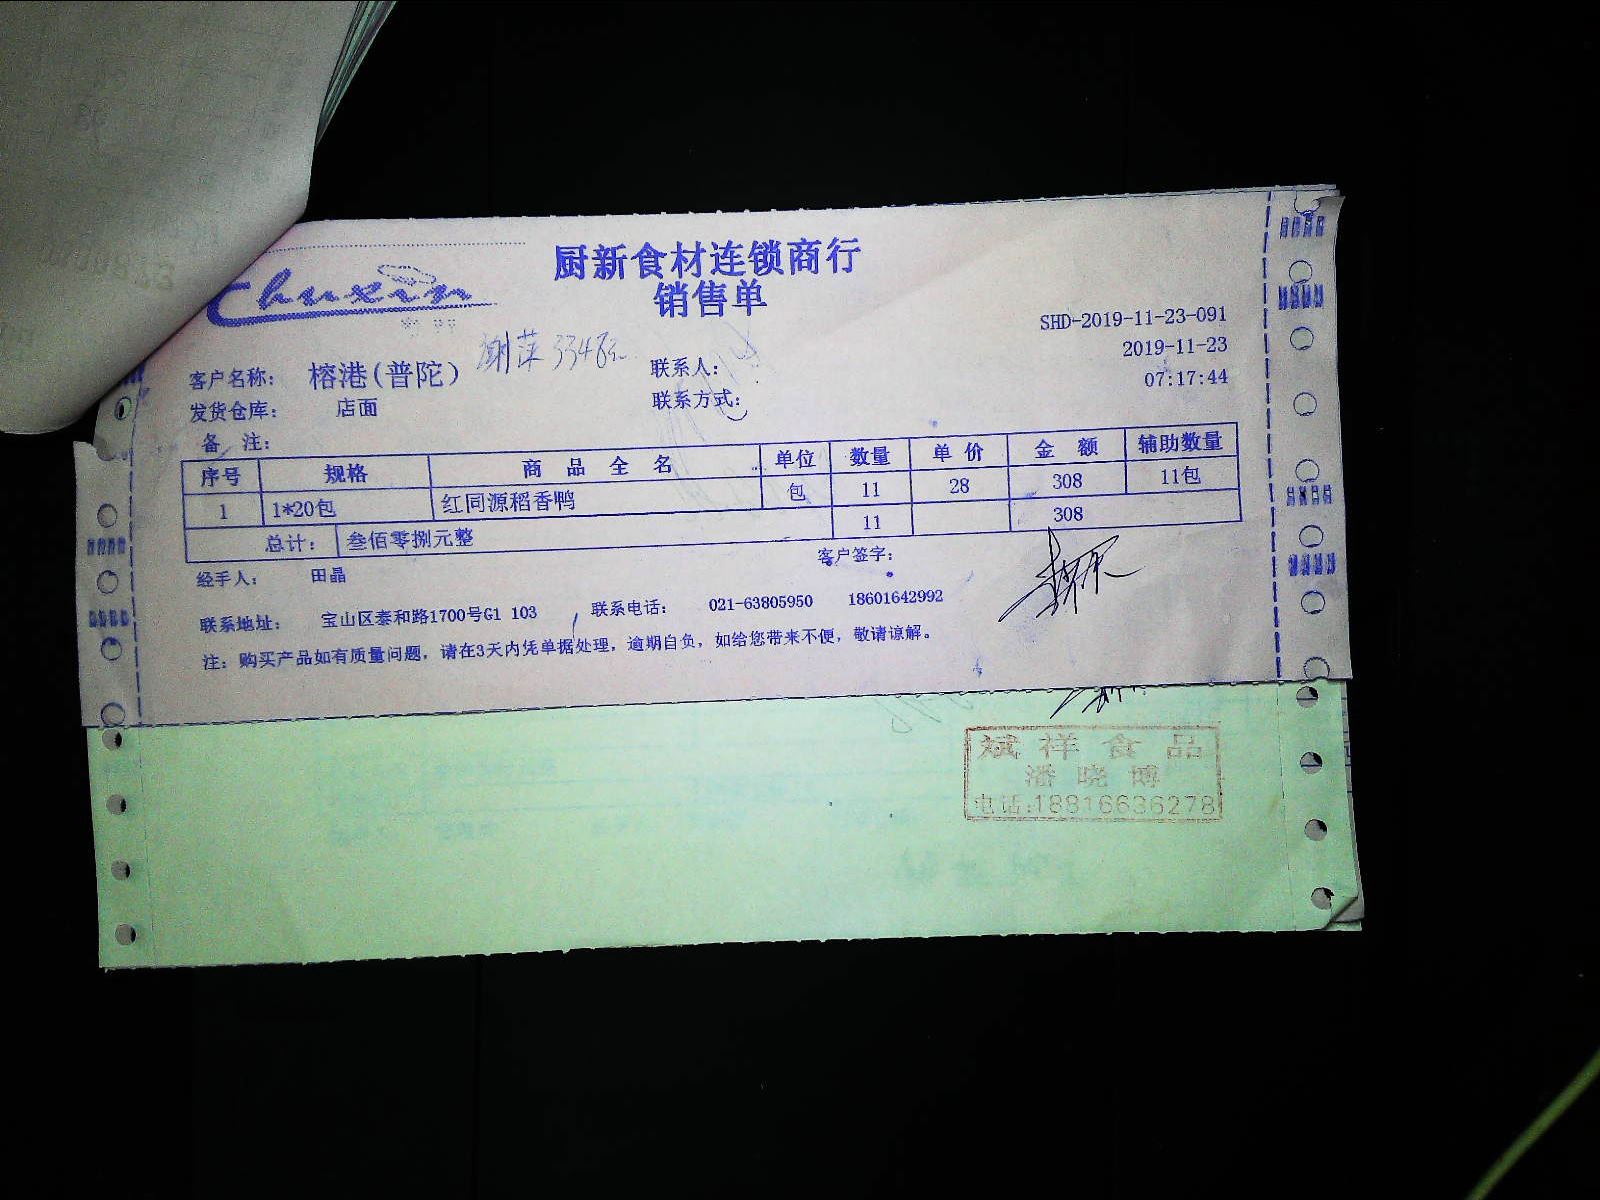 Chuxin
厨新食材连锁商行
销售单
SHD-2019-11-23-091
2019-11-23
07:17:44
客户名称: 榕港(普陀) 谢萍 3348元 联系人:
发货仓库: 店面 联系方式:
备 注:
序号 规格 商品全名 单位 数量 单价 金额 辅助数量
1 1*20包 红同源稻香鸭 包 11 28 308 11包
总计: 叁佰零捌元整 11 308
经手人: 田晶 客户签字:
联系地址: 宝山区泰和路1700号G1 103 联系电话: 021-63805950 18601642992
注: 购买产品如有质量问题, 请在3天内凭单据处理, 逾期自负, 如给您带来不便, 敬请谅解。
斌祥食品
潘晓博
电话:18816636278